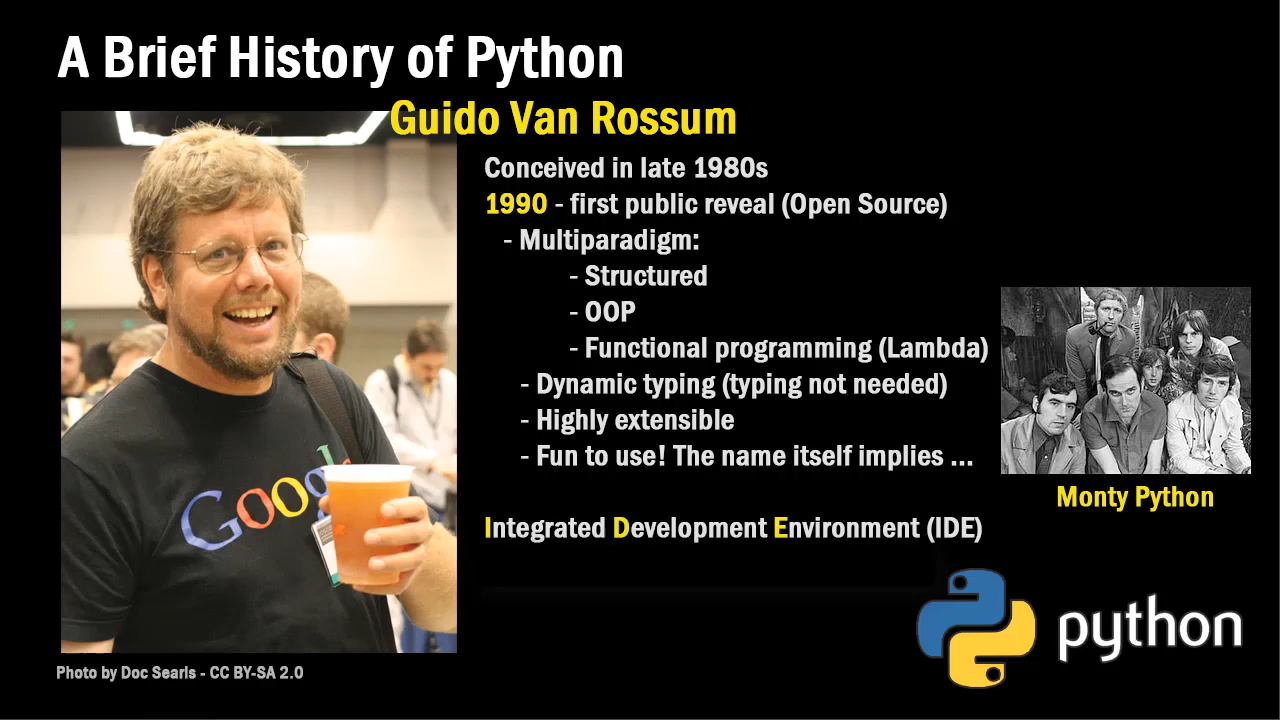 A Brief History of Python
Guido Van Rossum
Conceived in late 1980s
1990 - first public reveal (Open Source)
- Multiparadigm:
- Structured
- OOP
- Functional programming (Lambda)
- Dynamic typing (typing not needed)
- Highly extensible
- Fun to use! The name itself implies ...
Monty Python
Integrated Development Environment (IDE)
Google
python
Photo by Doc Searls - CC BY-SA 2.0